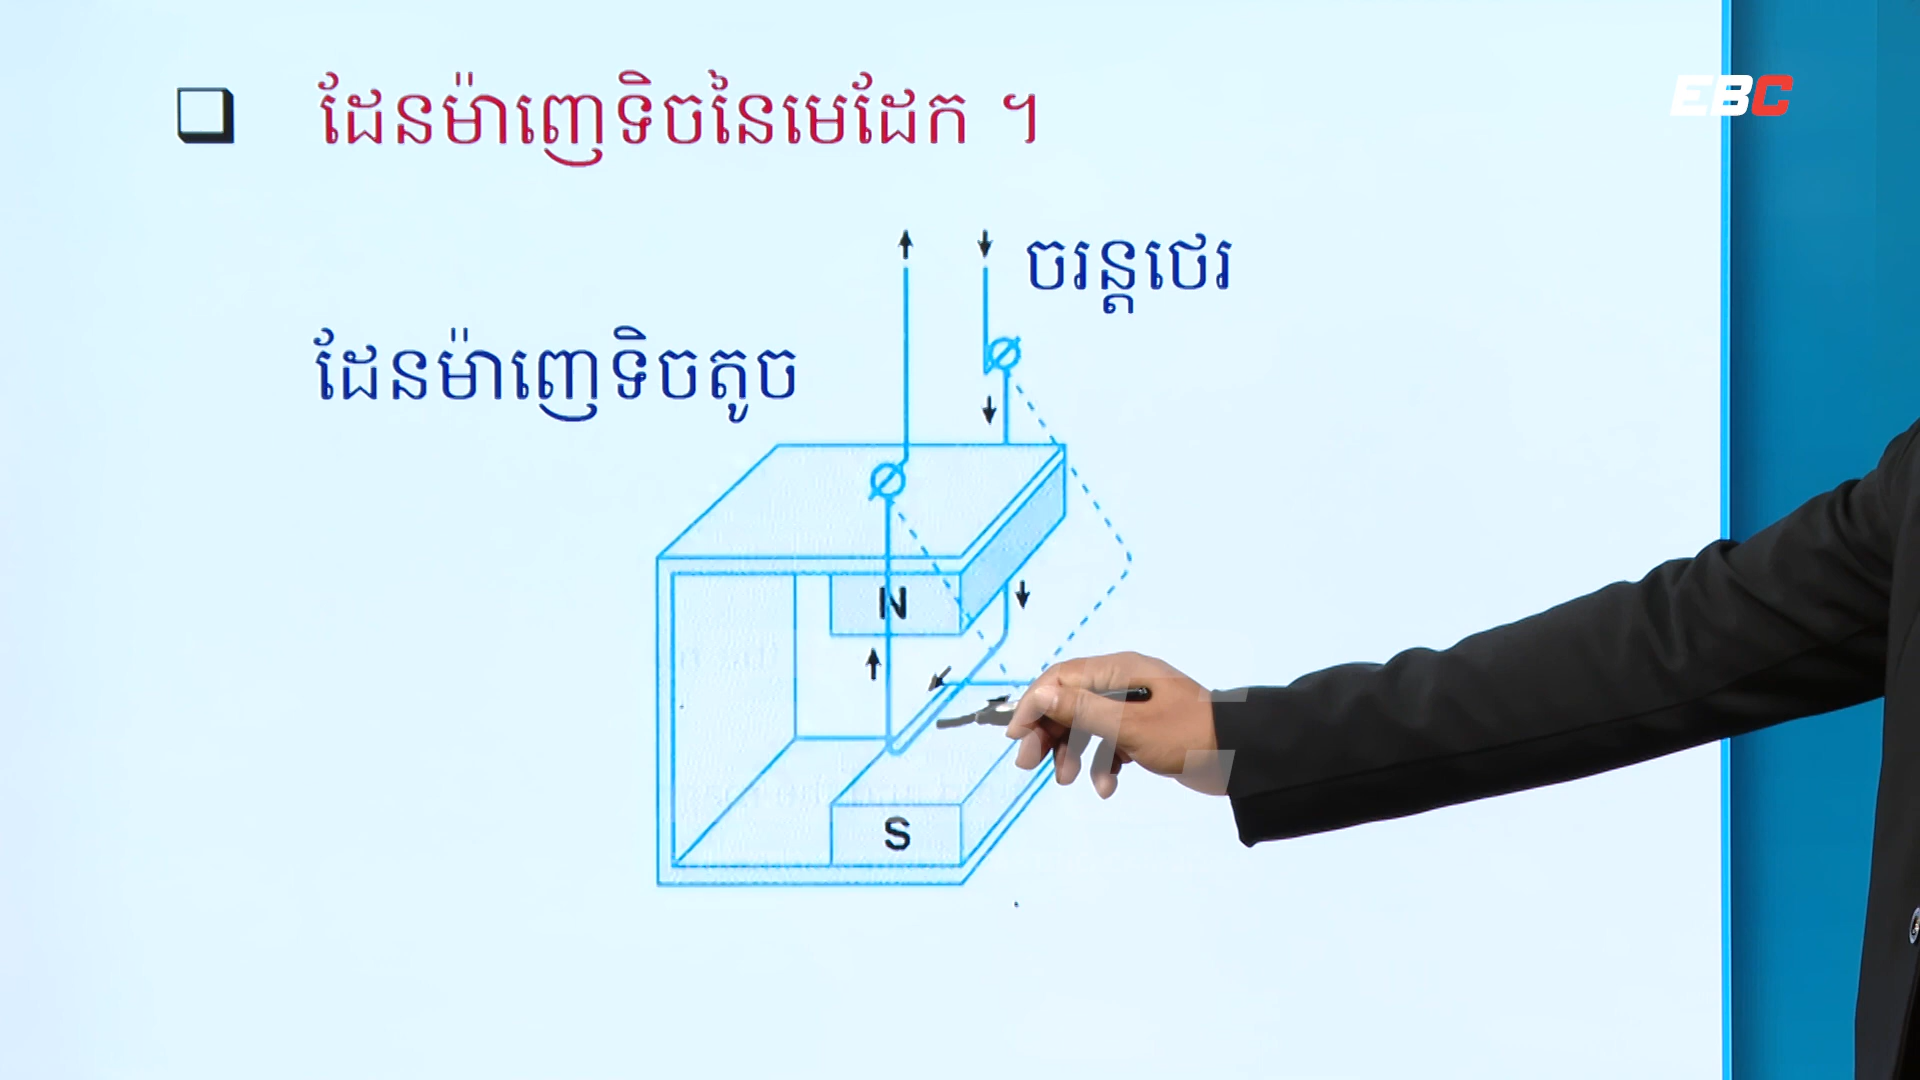 ដែនម៉ាញេទិចនៃមេដែក ។
EBC
ចរន្តថេរ
ដែនម៉ាញេទិចតូច
N
S